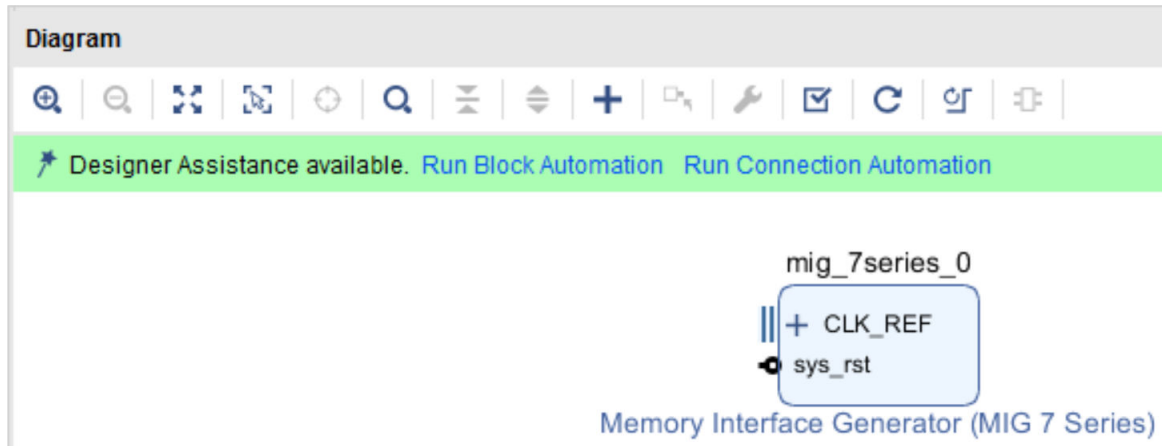 Diagram
Designer Assistance available. Run Block Automation Run Connection Automation
mig_7series_0
CLK_REF
sys_rst
Memory Interface Generator (MIG 7 Series)